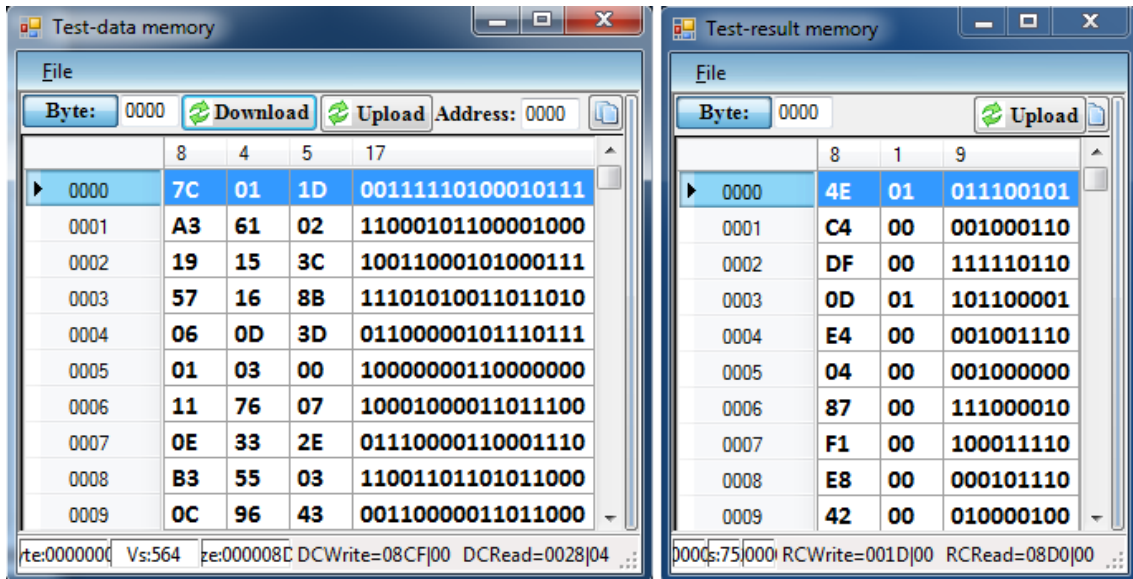 Test-data memory
File
Byte: 0000 Download Upload Address: 0000
8 4 5 17
0000 7C 01 1D 00111110100010111
0001 A3 61 02 11000101100001000
0002 19 15 3C 10011000101000111
0003 57 16 8B 11101010011011010
0004 06 0D 3D 01100000101110111
0005 01 03 00 10000000110000000
0006 11 76 07 10001000011011100
0007 0E 33 2E 01110000110001110
0008 B3 55 03 11001101101011000
0009 0C 96 43 00110000011011000
rte:0000000 Vs:564 ze:000008D DCWrite=08CF|00 DCRead=0028|04
Test-result memory
File
Byte: 0000 Upload
8 1 9
0000 4E 01 011100101
0001 C4 00 001000110
0002 DF 00 111110110
0003 0D 01 101100001
0004 E4 00 001001110
0005 04 00 001000000
0006 87 00 111000010
0007 F1 00 100011110
0008 E8 00 000101110
0009 42 00 010000100
s:75 RCWrite=001D|00 RCRead=08D0|00